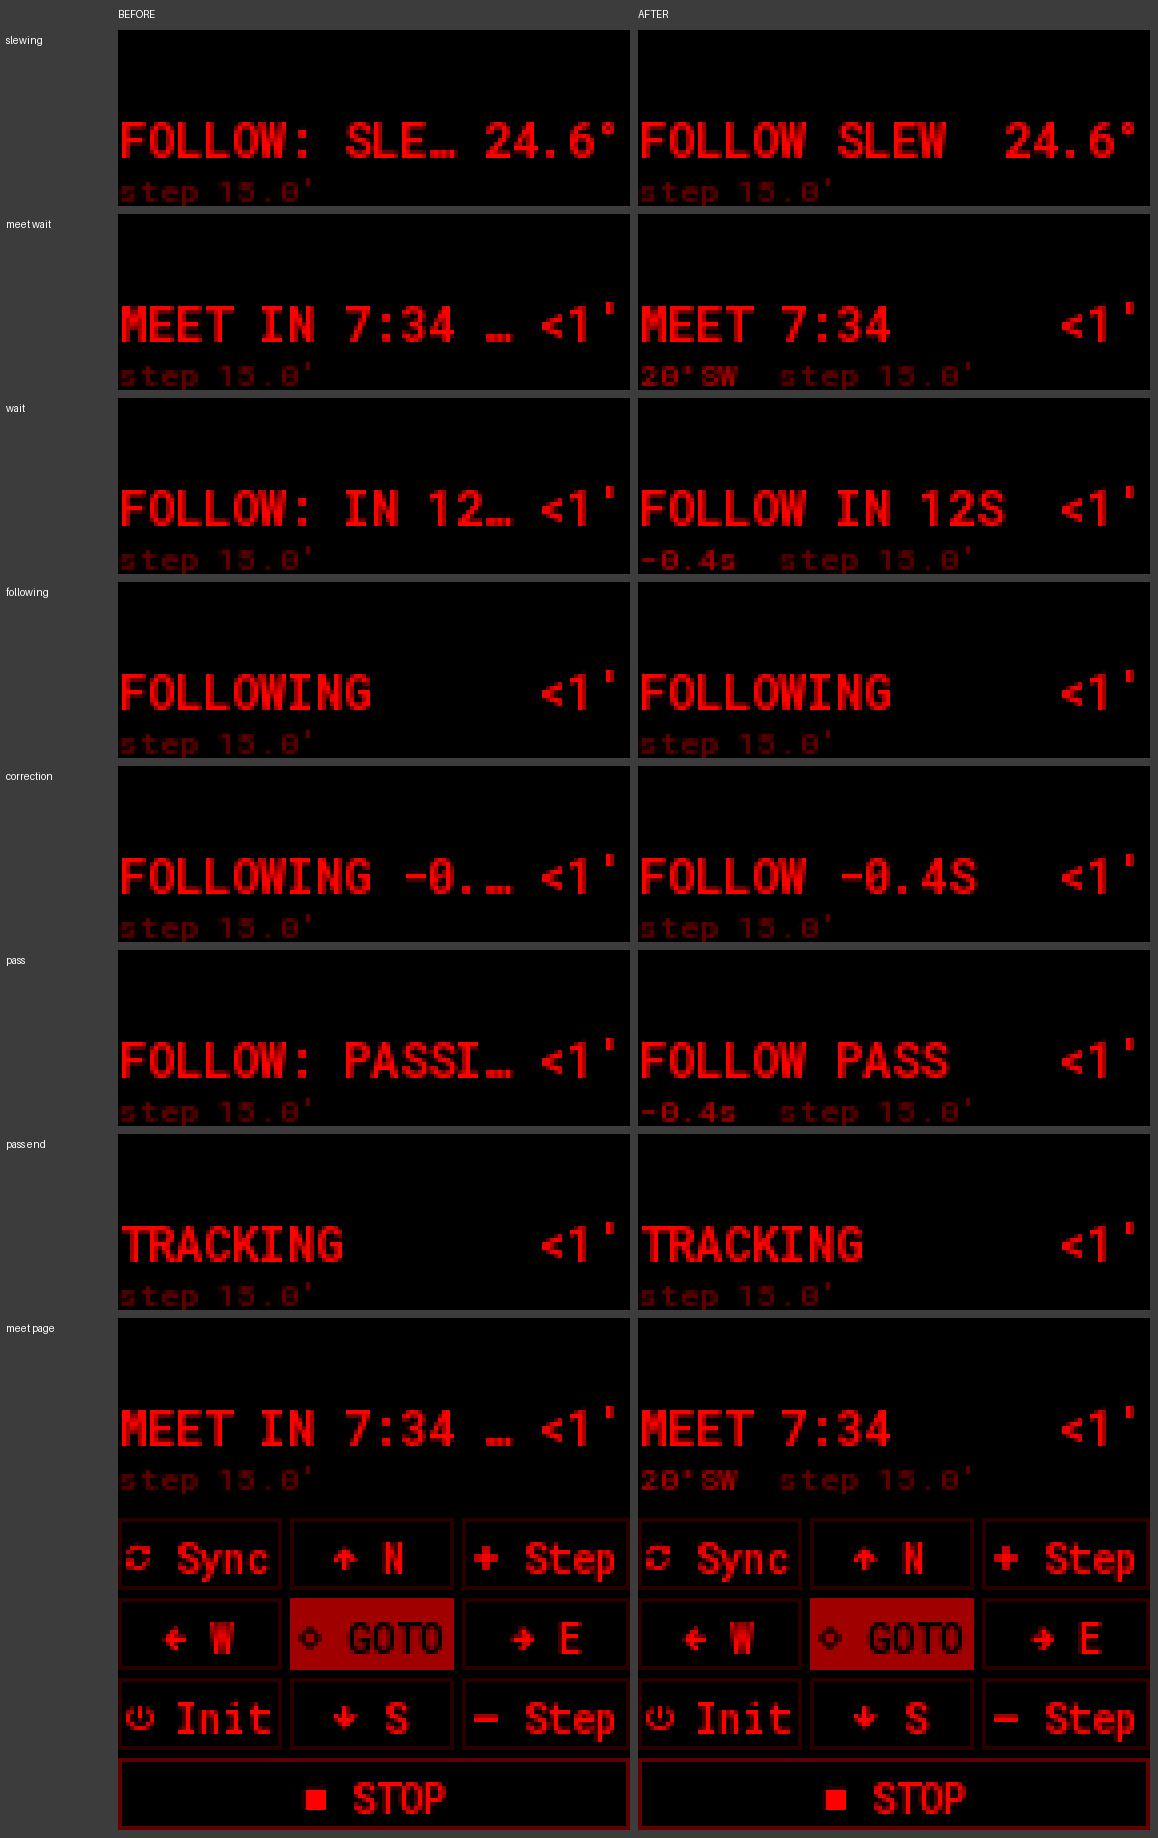 BEFORE AFTER
slewing
FOLLOW: SLE… 24.6° FOLLOW SLEW 24.6°
step 15.0' step 15.0'
meet wait
MEET IN 7:34 … <1' MEET 7:34 <1'
step 15.0' 20°SW step 15.0'
wait
FOLLOW: IN 12… <1' FOLLOW IN 12S <1'
step 15.0' -0.4s step 15.0'
following
FOLLOWING <1' FOLLOWING <1'
step 15.0' step 15.0'
correction
FOLLOWING -0.… <1' FOLLOW -0.4S <1'
step 15.0' step 15.0'
pass
FOLLOW: PASSI… <1' FOLLOW PASS <1'
step 15.0' -0.4s step 15.0'
pass end
TRACKING <1' TRACKING <1'
step 15.0' step 15.0'
meet page
MEET IN 7:34 … <1' MEET 7:34 <1'
step 15.0' 20°SW step 15.0'
Sync ↑ N + Step Sync ↑ N + Step
← W GOTO → E ← W GOTO → E
Init ↓ S − Step Init ↓ S − Step
■ STOP ■ STOP